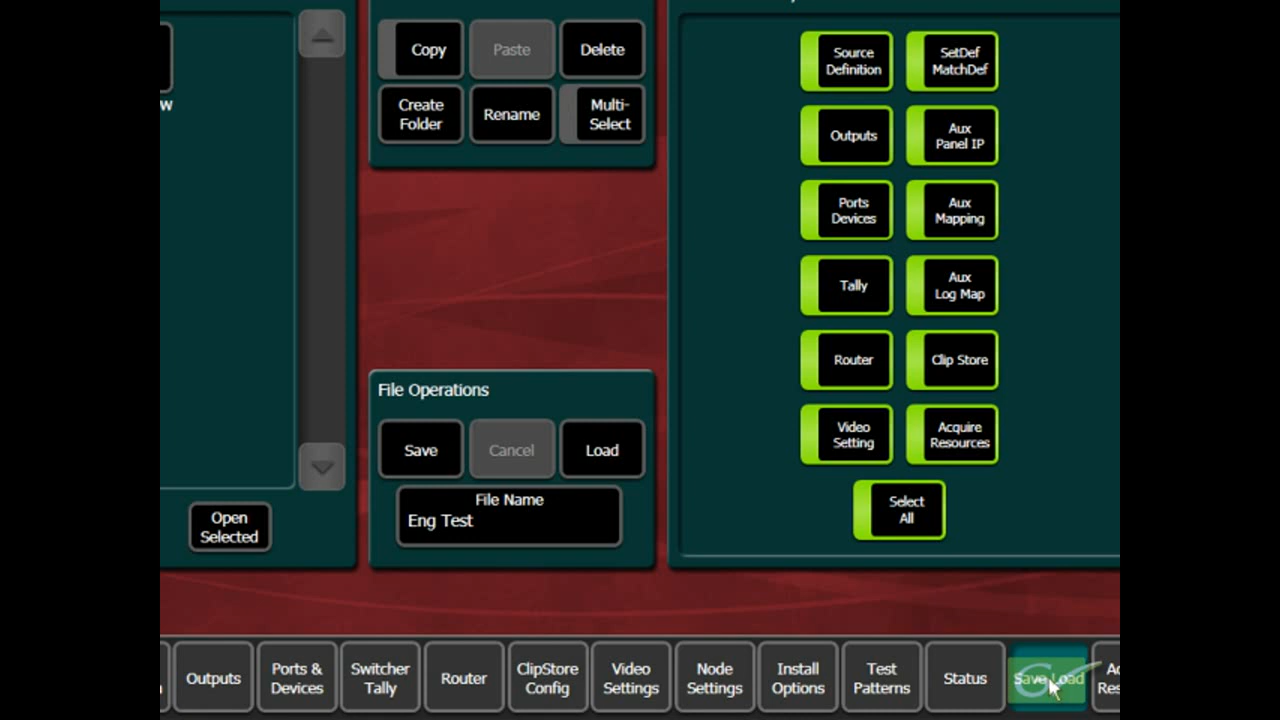 w
Copy
Paste
Delete
Create
Folder
Rename
Multi-
Select
File Operations
Save
Cancel
Load
File Name
Eng Test
Open
Selected
Source
Definition
SetDef
MatchDef
Outputs
Aux
Panel IP
Ports
Devices
Aux
Mapping
Tally
Aux
Log Map
Router
Clip Store
Video
Setting
Acquire
Resources
Select
All
Outputs
Ports &
Devices
Switcher
Tally
Router
ClipStore
Config
Video
Settings
Node
Settings
Install
Options
Test
Patterns
Status
Save Load
Ac
Res